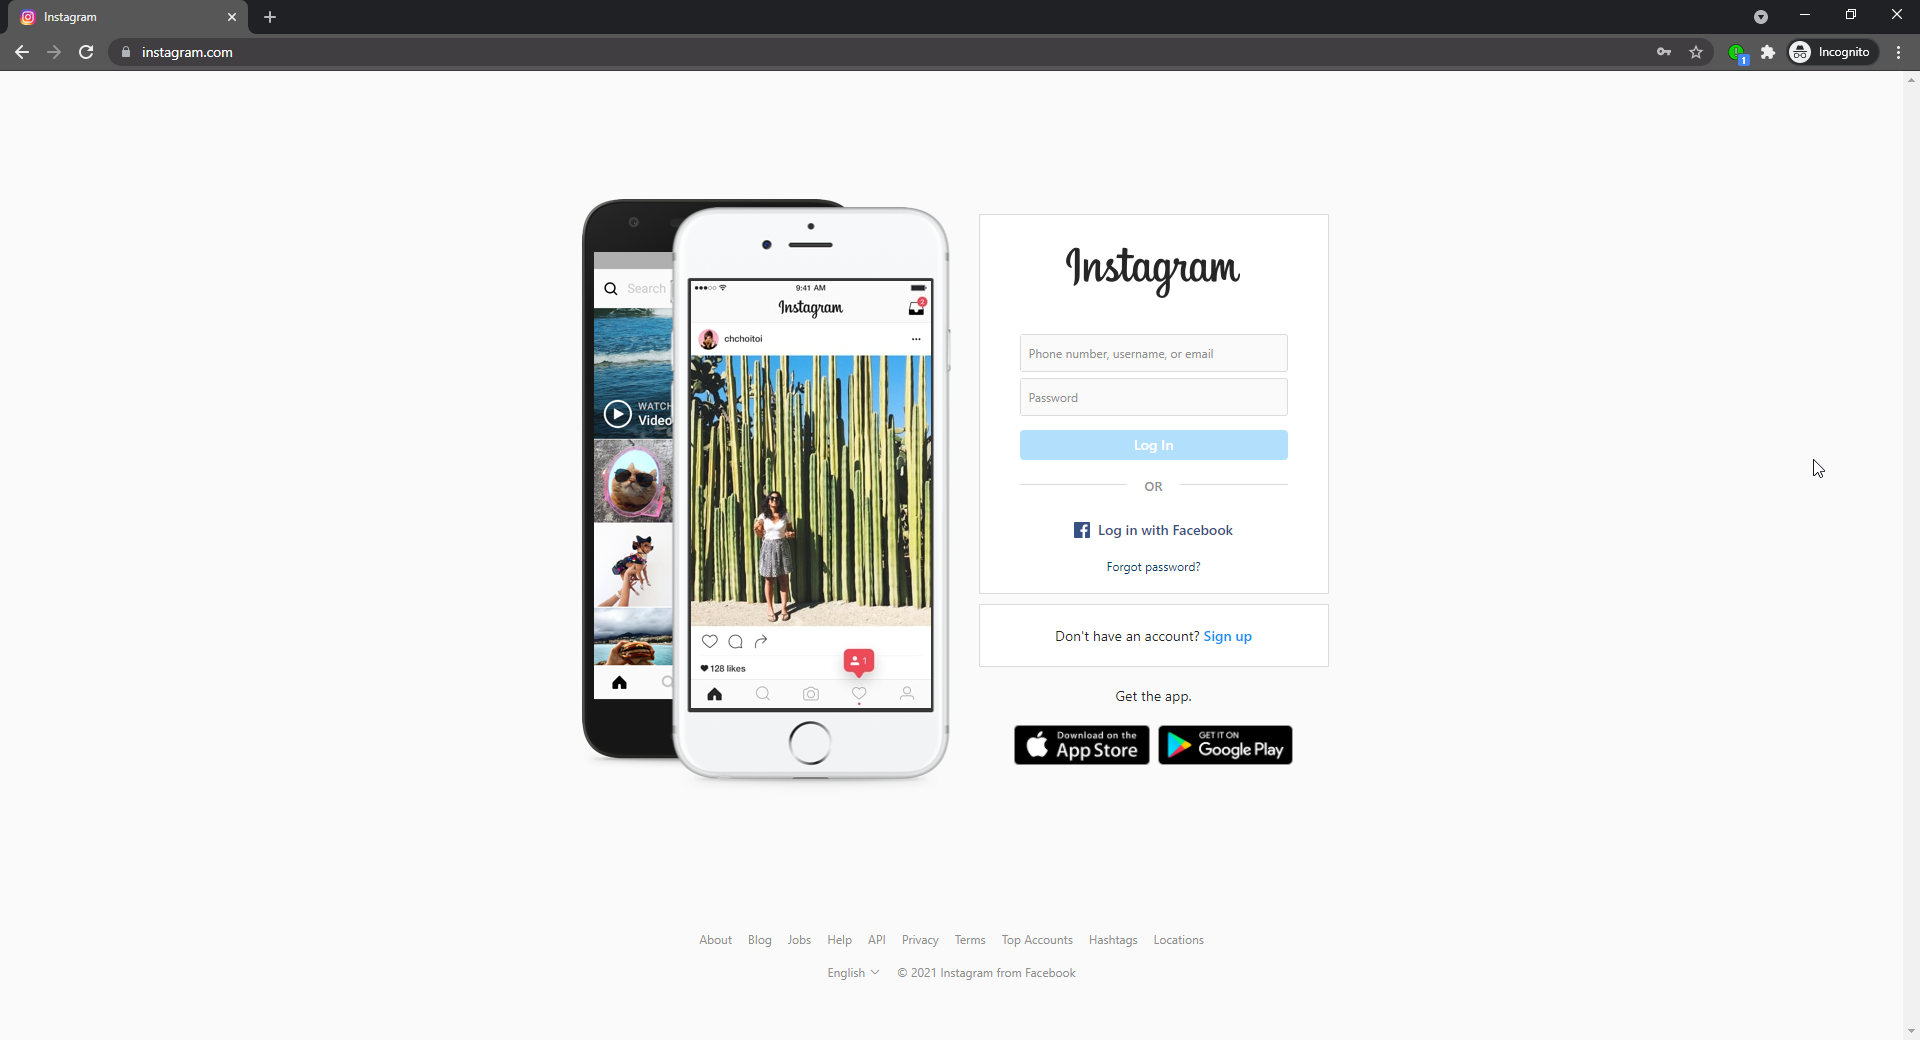 Instagram
instagram.com
1
Incognito
Search
WATCH
Video
9:41 AM
Instagram
2
chchoitoi
1
128 likes
Instagram
Phone number, username, or email
Password
Log In
OR
Log in with Facebook
Forgot password?
Don't have an account? Sign up
Get the app.
Download on the
App Store
GET IT ON
Google Play
About Blog Jobs Help API Privacy Terms Top Accounts Hashtags Locations
English © 2021 Instagram from Facebook